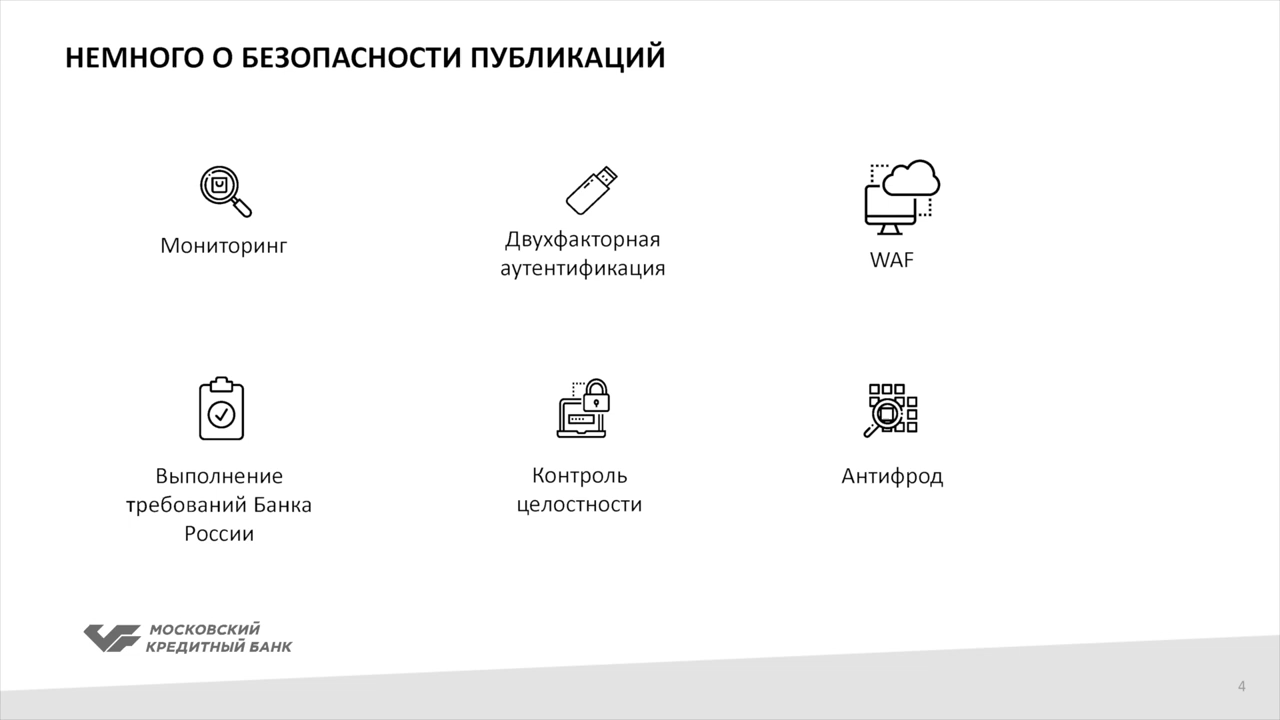 НЕМНОГО О БЕЗОПАСНОСТИ ПУБЛИКАЦИЙ
Мониторинг
Двухфакторная
аутентификация
WAF
Выполнение
требований Банка
России
Контроль
целостности
Антифрод
МОСКОВСКИЙ
КРЕДИТНЫЙ БАНК
4